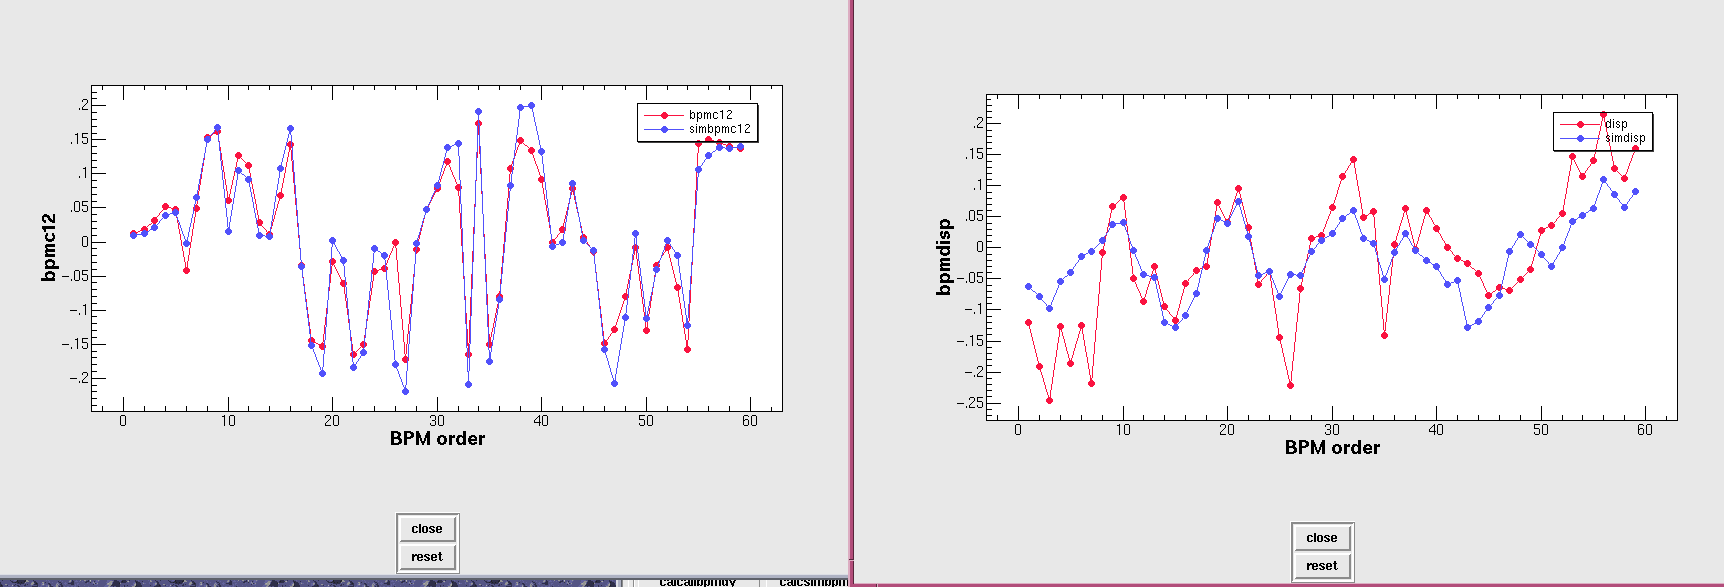 .2
.15
.1
.05
0
-.05
-.1
-.15
-.2
bpmc12
bpmc12
simbpmc12
0 10 20 30 40 50 60
BPM order
close
reset
.2
.15
.1
.05
0
-.05
-.1
-.15
-.2
-.25
bpmdisp
disp
simdisp
0 10 20 30 40 50 60
BPM order
close
reset